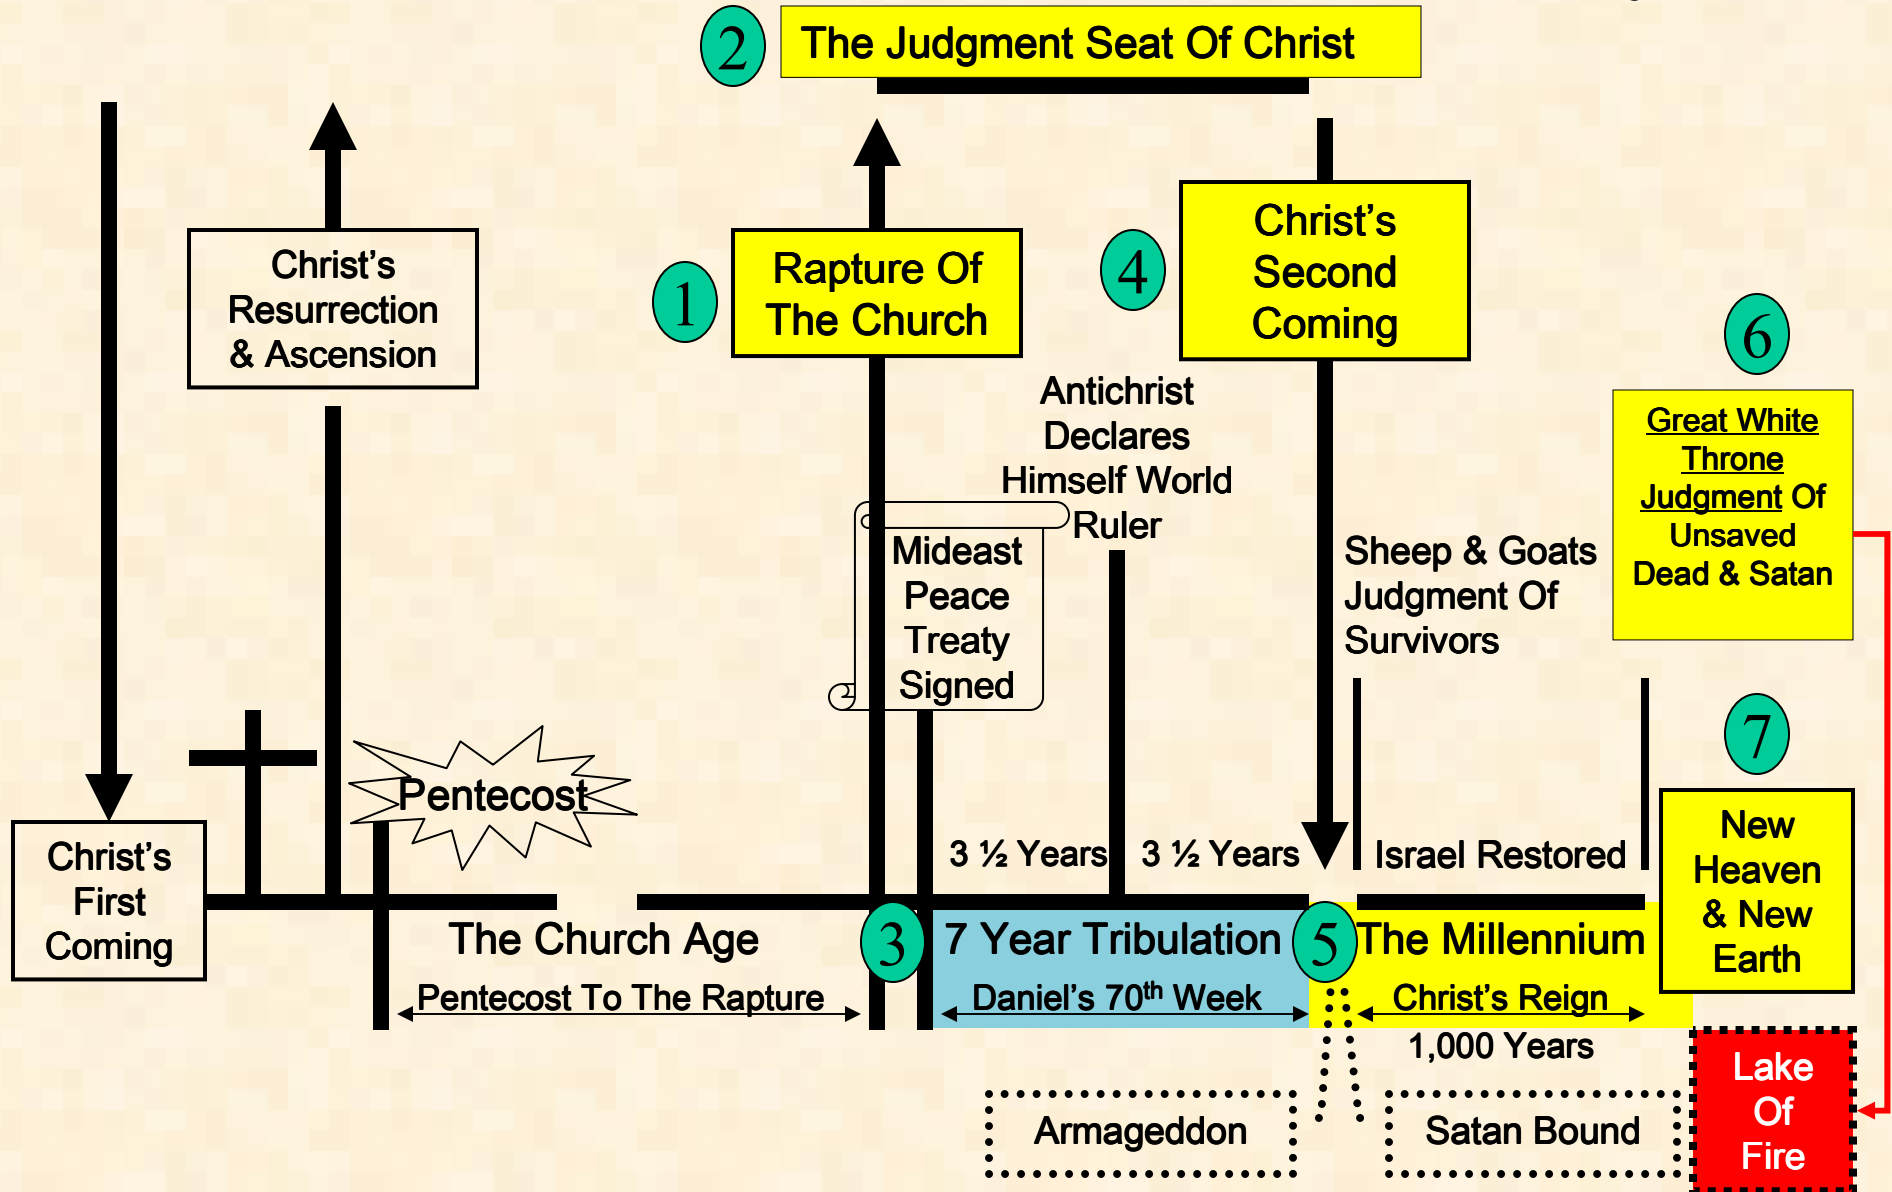 2
The Judgment Seat Of Christ
Christ's
Resurrection
& Ascension
1
Rapture Of
The Church
4
Christ's
Second
Coming
6
Great White
Throne
Judgment Of
Unsaved
Dead & Satan
Antichrist
Declares
Himself World
Ruler
Mideast
Peace
Treaty
Signed
Sheep & Goats
Judgment Of
Survivors
Pentecost
7
New
Heaven
& New
Earth
Christ's
First
Coming
3 ½ Years
3 ½ Years
Israel Restored
The Church Age
3
7 Year Tribulation
5
The Millennium
Pentecost To The Rapture
Daniel's 70th Week
Christ's Reign
1,000 Years
Armageddon
Satan Bound
Lake
Of
Fire